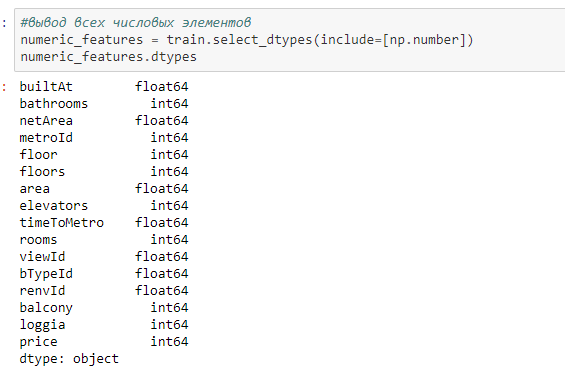 : #вывод всех числовых элементов
numeric_features = train.select_dtypes(include=[np.number])
numeric_features.dtypes
: builtAt float64
bathrooms int64
netArea float64
metroId int64
floor int64
floors int64
area float64
elevators int64
timeToMetro float64
rooms int64
viewId float64
bTypeId float64
renvId float64
balcony int64
loggia int64
price int64
dtype: object